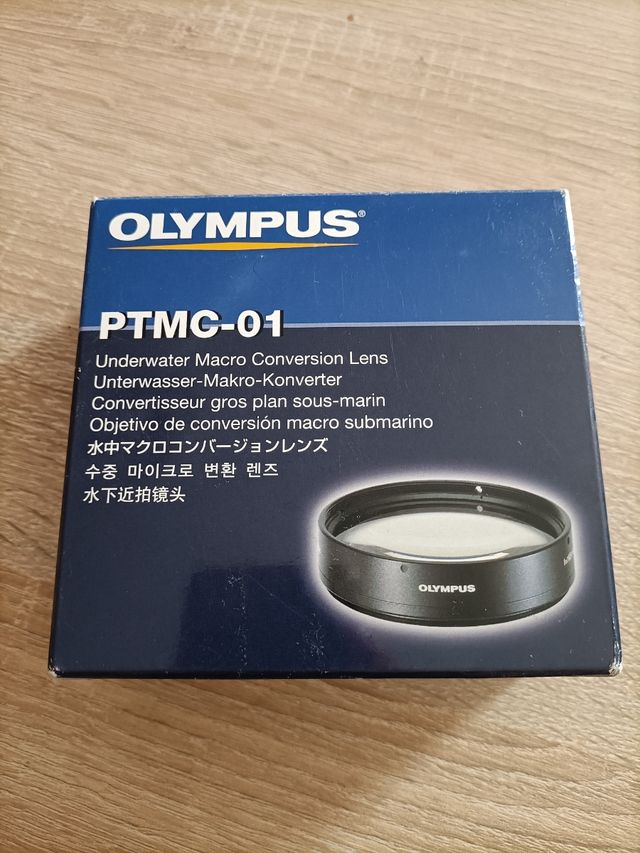 OLYMPUS®
PTMC-01
Underwater Macro Conversion Lens
Unterwasser-Makro-Konverter
Convertisseur gros plan sous-marin
Objetivo de conversión macro submarino
水中マクロコンバージョンレンズ
수중 마이크로 변환 렌즈
水下近拍镜头
OLYMPUS